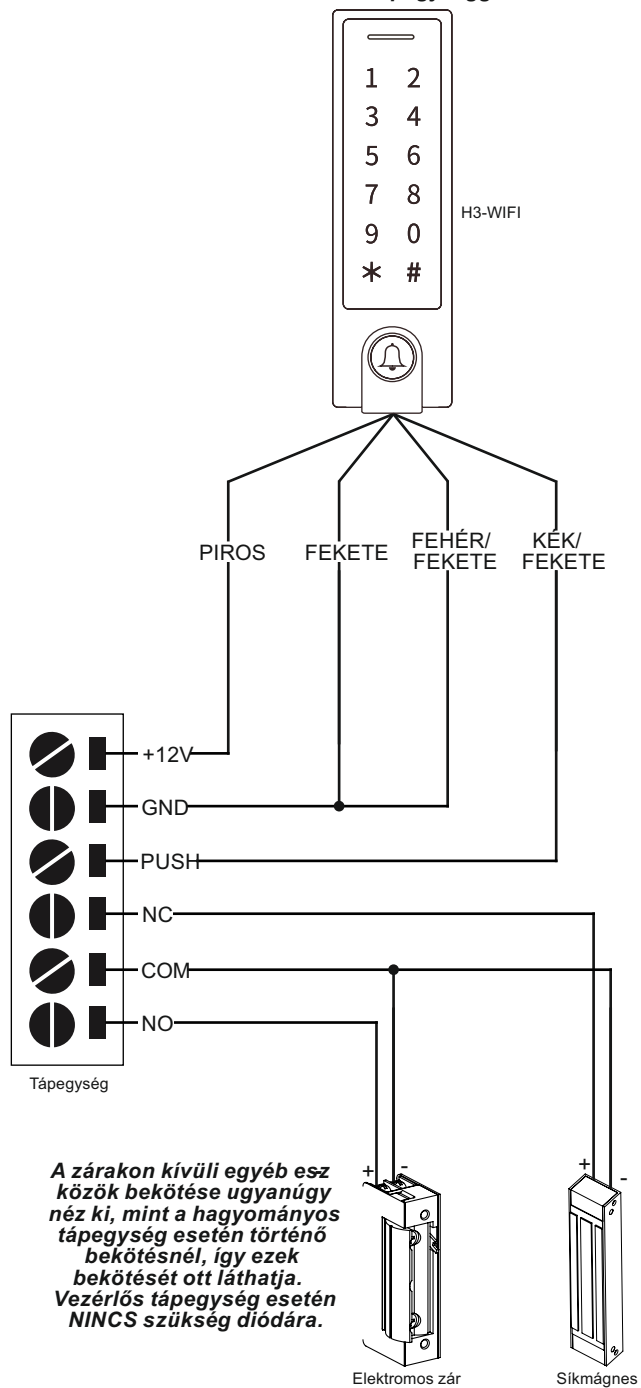 1 2
3 4
5 6
7 8
9 0
* #
H3-WIFI
PIROS
FEKETE
FEHÉR/
FEKETE
KÉK/
FEKETE
+12V
GND
PUSH
NC
COM
NO
Tápegység
A zárakon kívüli egyéb esz-
közök bekötése ugyanúgy
néz ki, mint a hagyományos
tápegység esetén történő
bekötésnél, így ezek
bekötését ott láthatja.
Vezérlős tápegység esetén
NINCS szükség diódára.
+ -
+ -
Elektromos zár
Síkmágnes